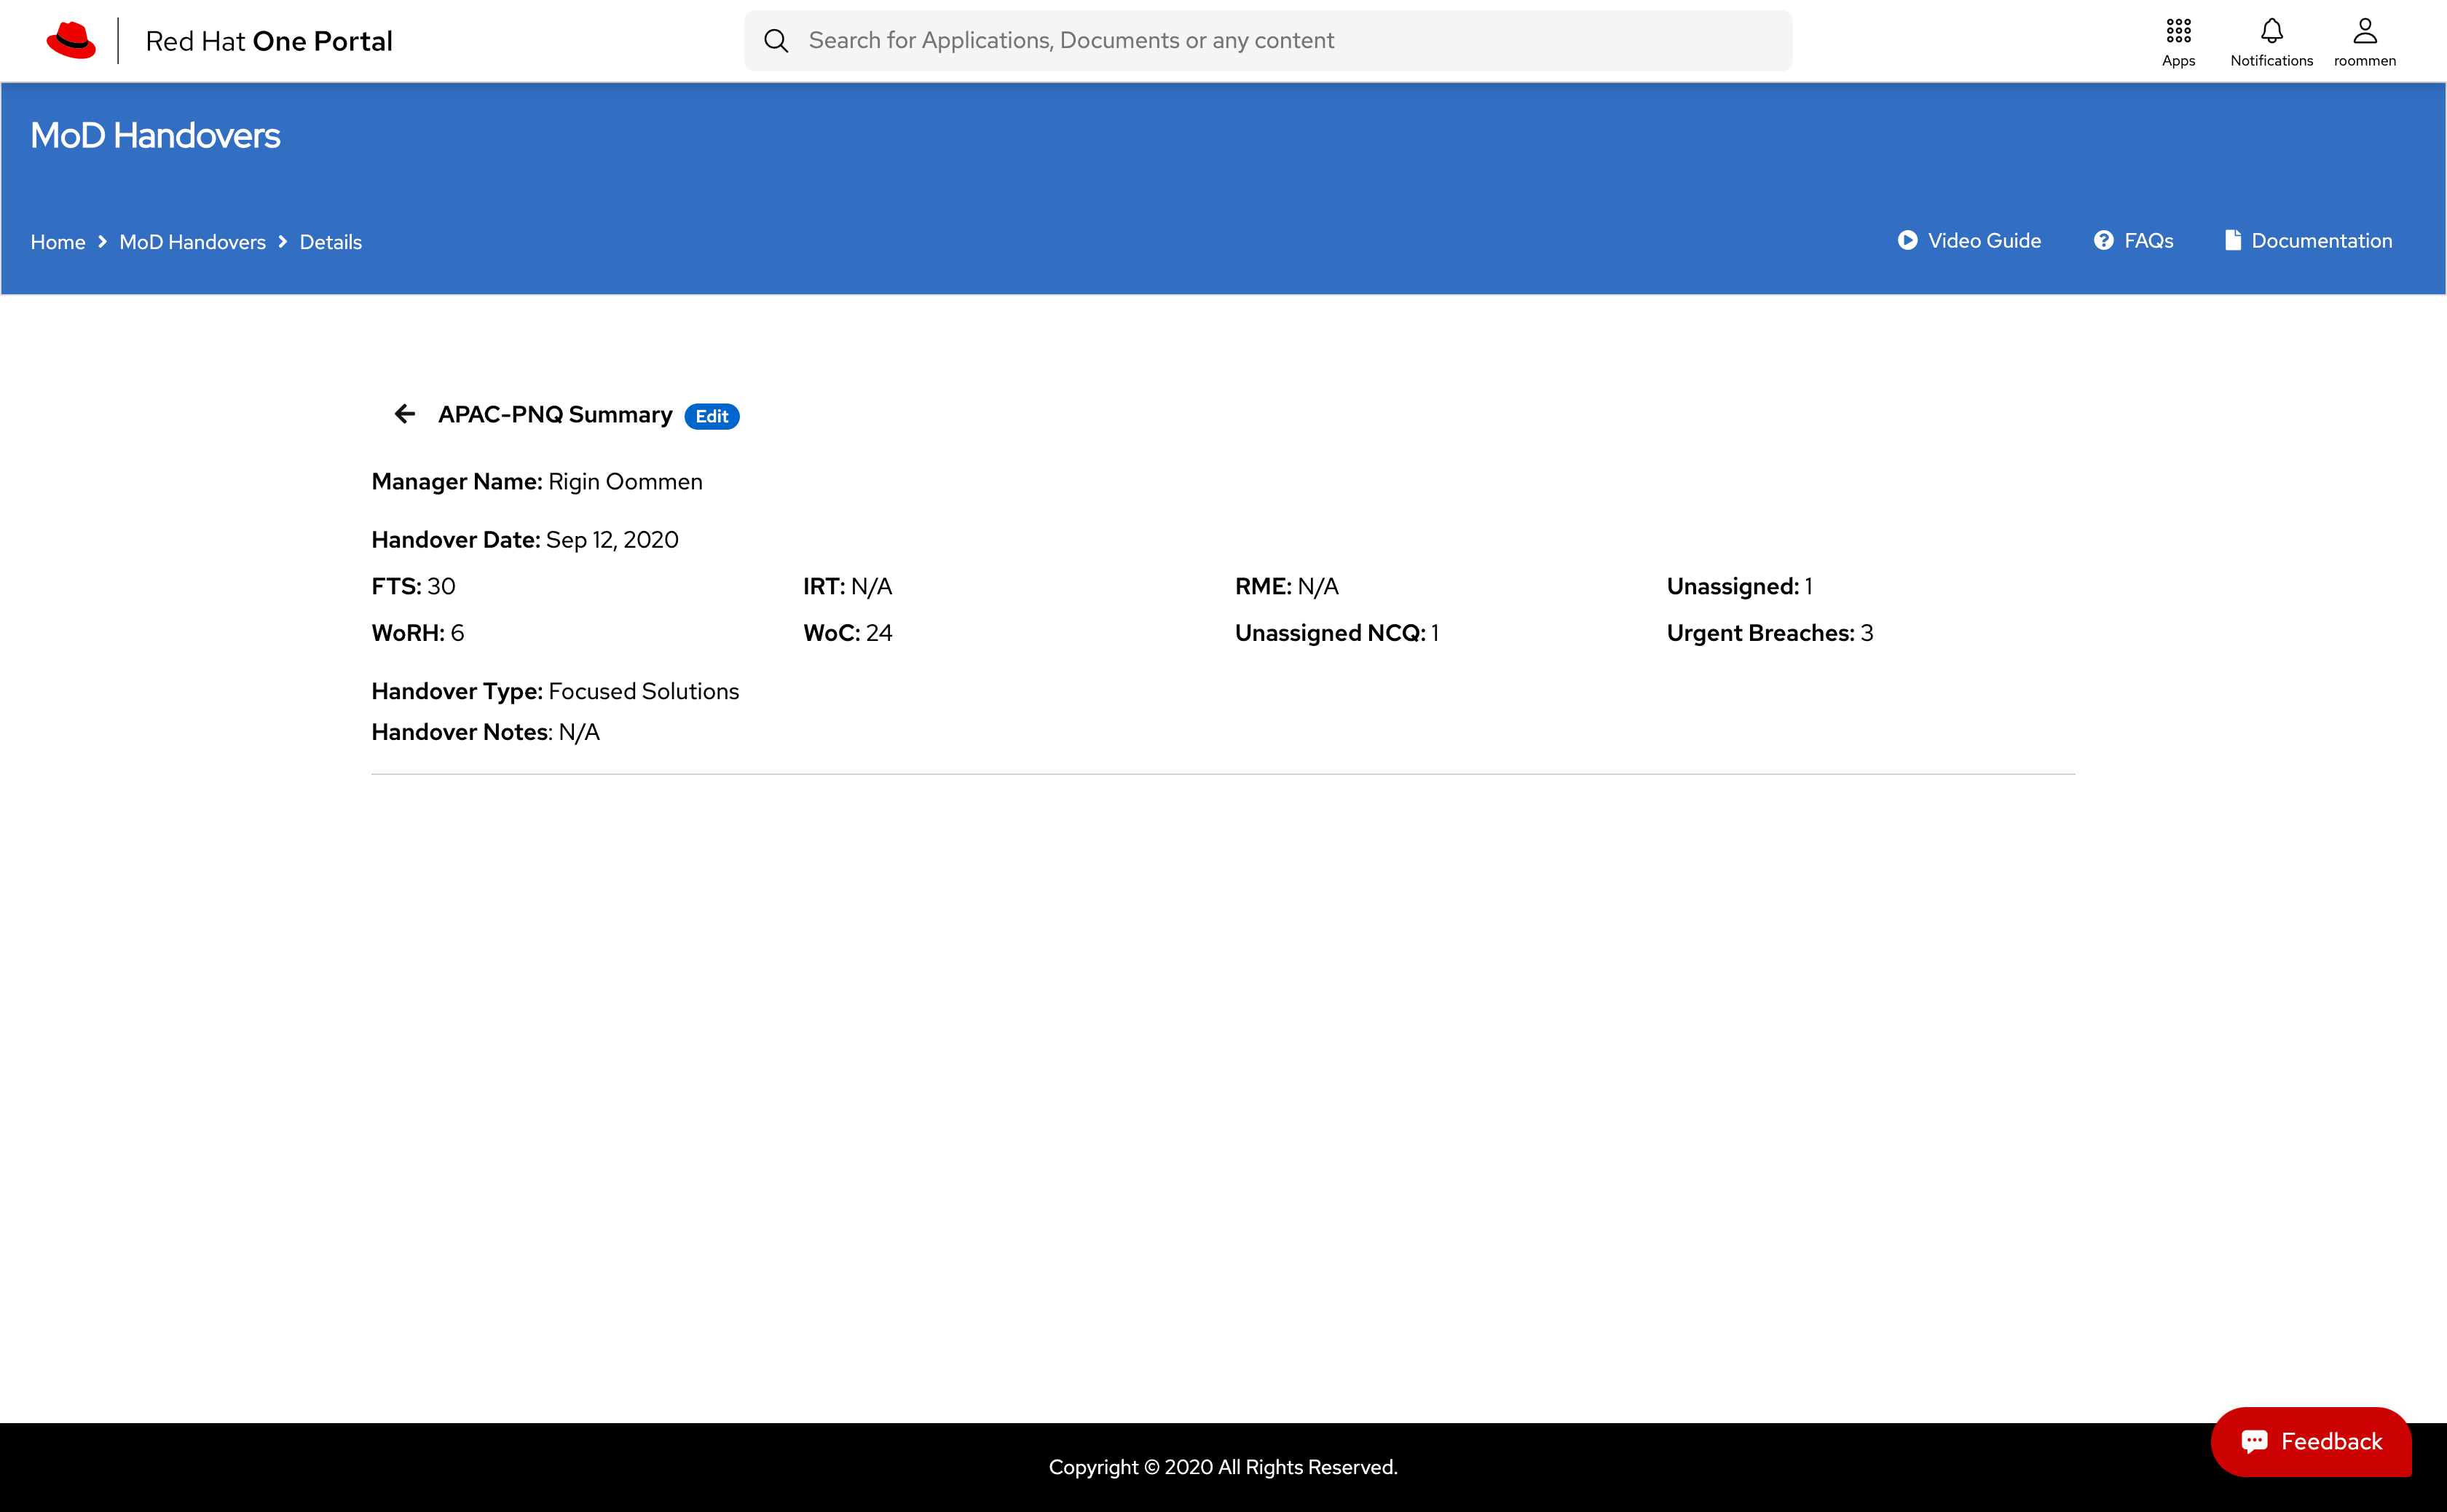 Red Hat One Portal
Search for Applications, Documents or any content
Apps
Notifications
roommen
MoD Handovers
Home > MoD Handovers > Details
Video Guide
FAQs
Documentation
APAC-PNQ Summary
Edit
Manager Name: Rigin Oommen
Handover Date: Sep 12, 2020
FTS: 30 IRT: N/A RME: N/A Unassigned: 1
WoRH: 6 WoC: 24 Unassigned NCQ: 1 Urgent Breaches: 3
Handover Type: Focused Solutions
Handover Notes: N/A
Feedback
Copyright © 2020 All Rights Reserved.